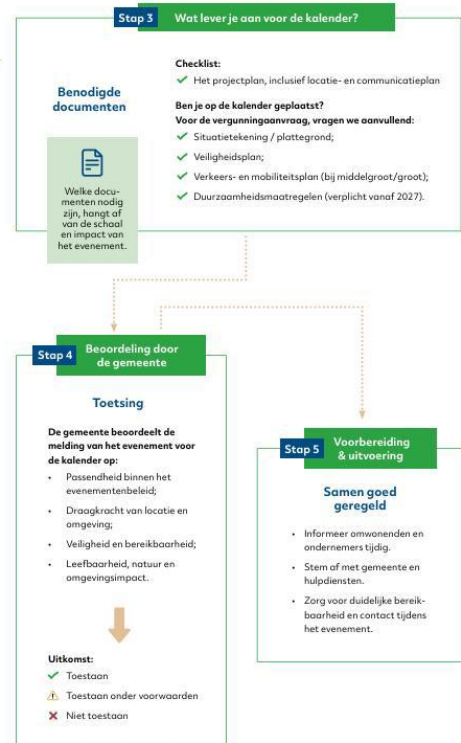 Stap 3
Wat lever je aan voor de kalender?
Benodigde
documenten
Welke docu-
menten nodig
zijn, hangt af
van de schaal
en impact van
het evenement.
Checklist:
Het projectplan, inclusief locatie- en communicatieplan
Ben je op de kalender geplaatst?
Voor de vergunningaanvraag, vragen we aanvullend:
Situatietekening / plattegrond;
Veiligheidsplan;
Verkeers- en mobiliteitsplan (bij middelgroot/groot);
Duurzaamheidsmaatregelen (verplicht vanaf 2027).
Stap 4
Beoordeling door
de gemeente
Toetsing
De gemeente beoordeelt de
melding van het evenement voor
de kalender op:
• Passendheid binnen het
evenementenbeleid;
• Draagkracht van locatie en
omgeving;
• Veiligheid en bereikbaarheid;
• Leefbaarheid, natuur en
omgevingsimpact.
Uitkomst:
Toestaan
Toestaan onder voorwaarden
Niet toestaan
Stap 5
Voorbereiding
& uitvoering
Samen goed
geregeld
• Informeer omwonenden en
ondernemers tijdig.
• Stem af met gemeente en
hulpdiensten.
• Zorg voor duidelijke bereik-
baarheid en contact tijdens
het evenement.